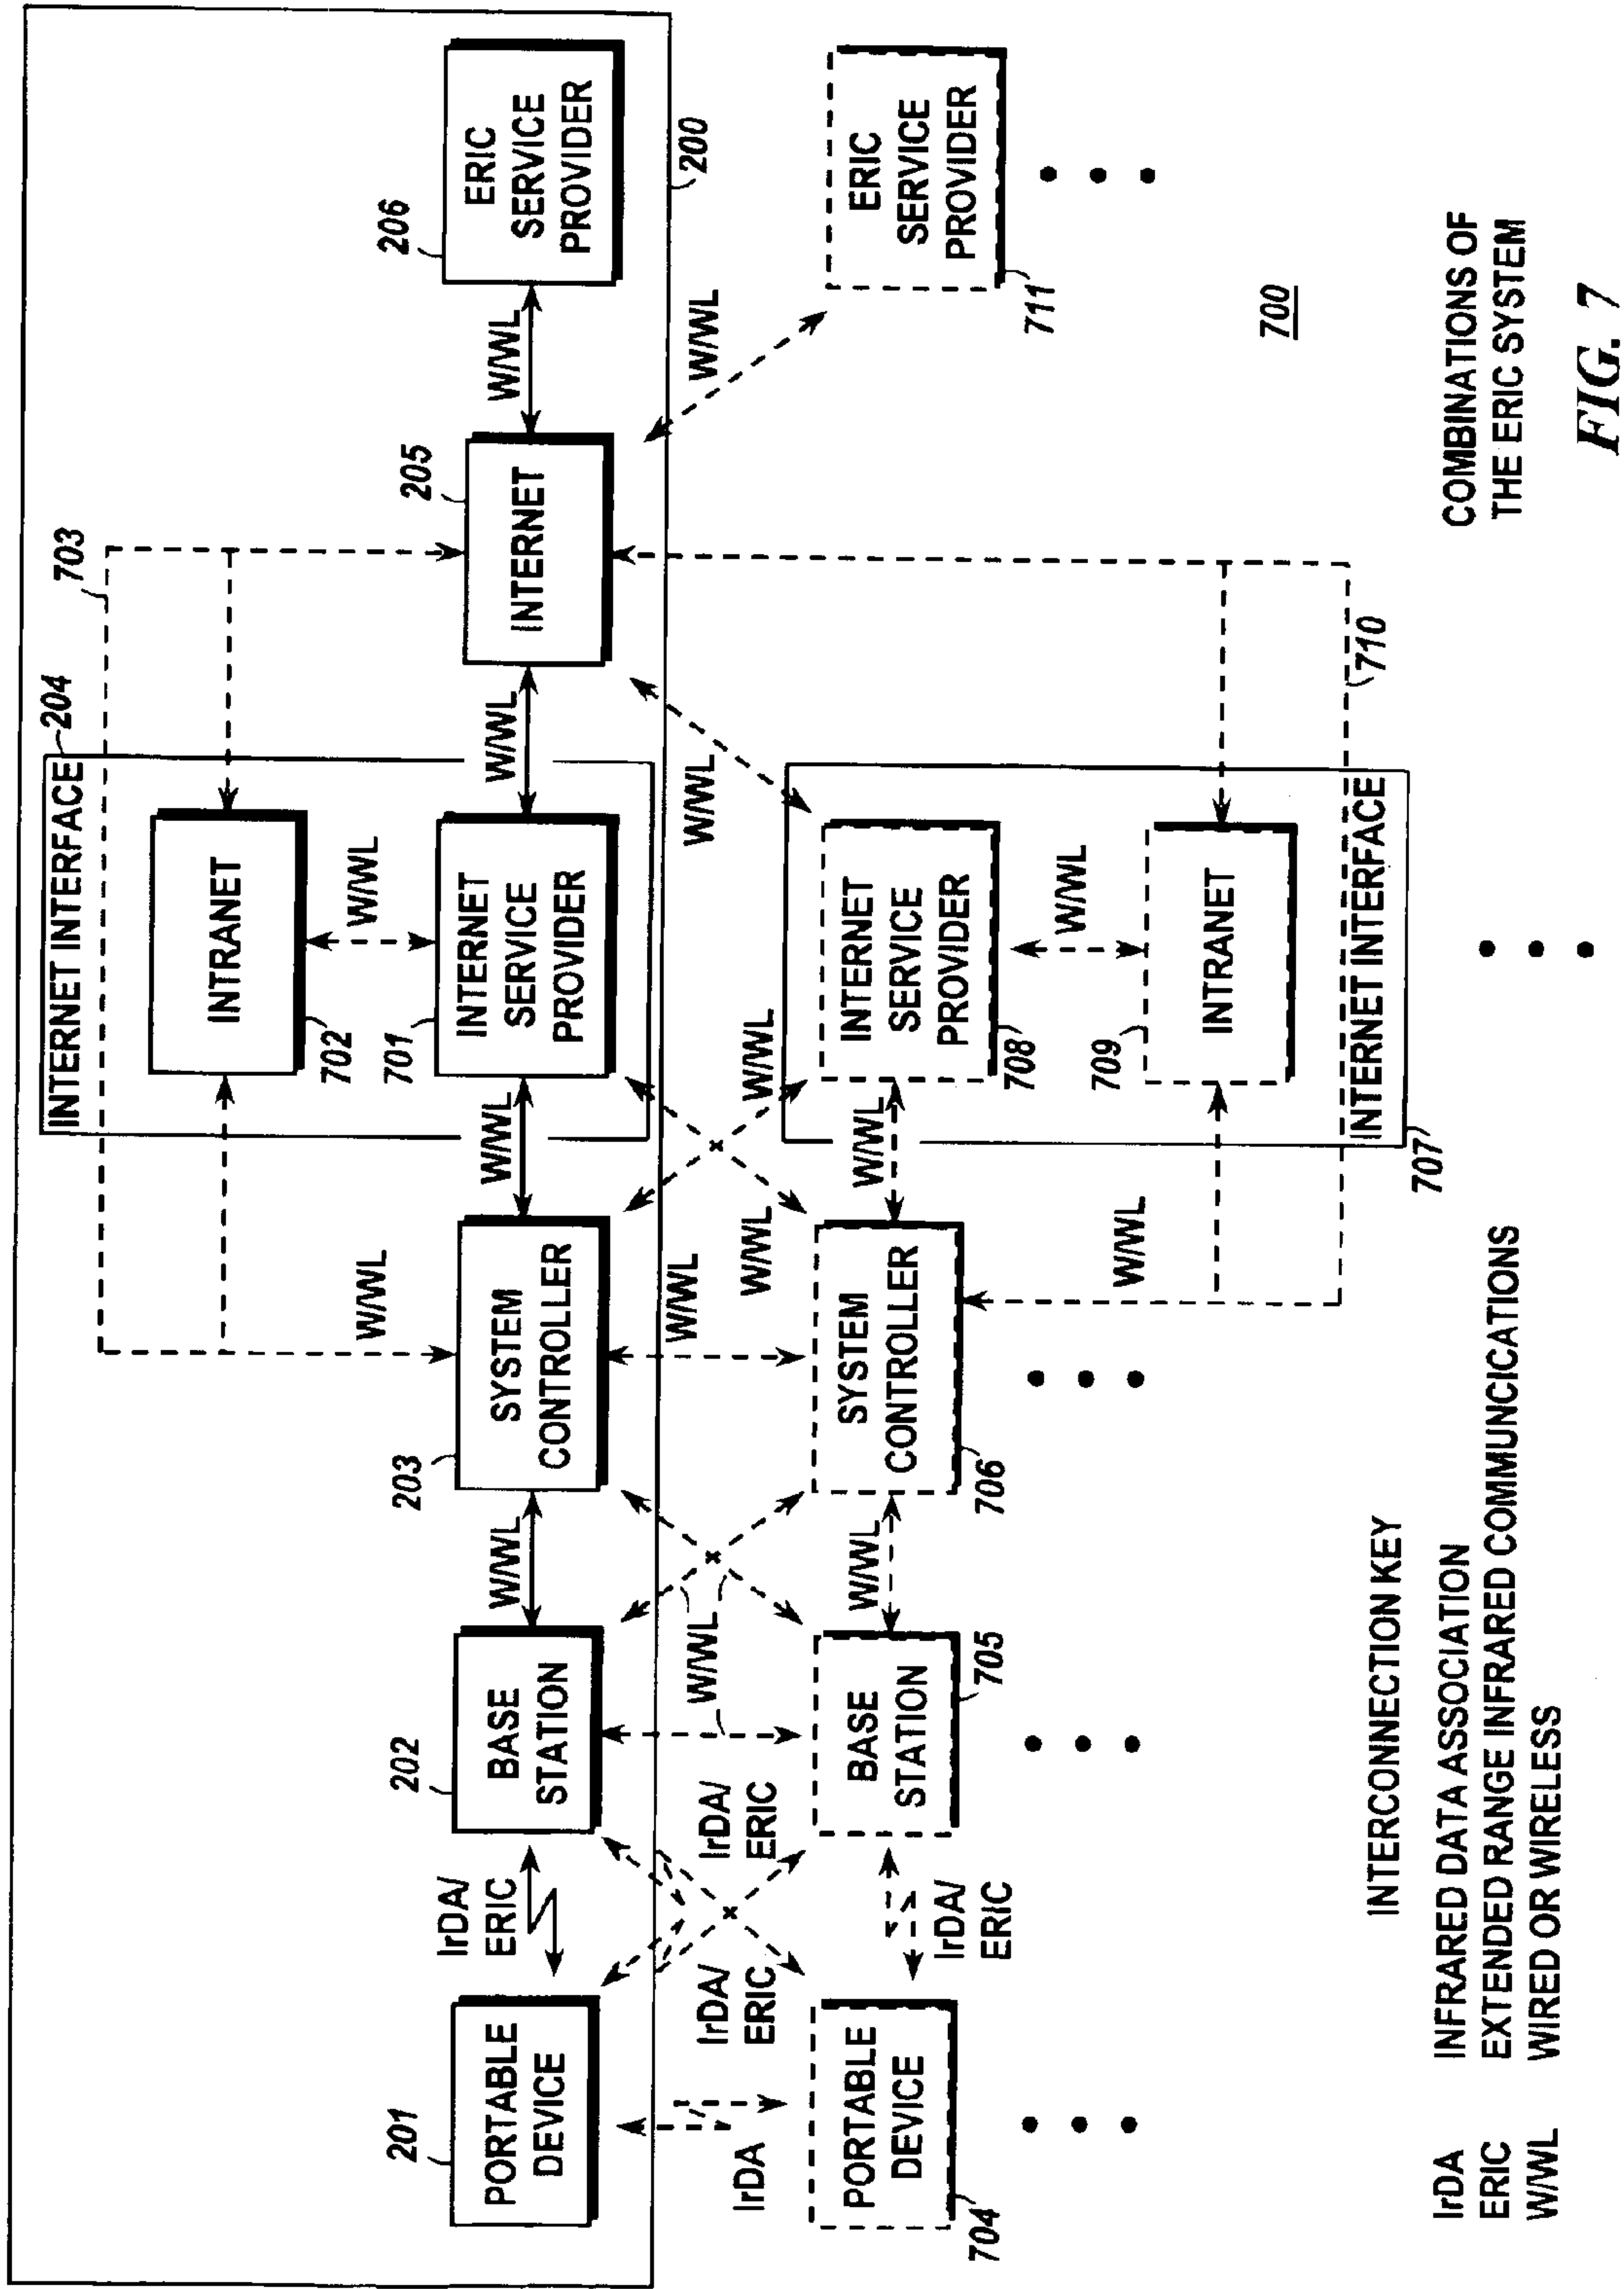 703
204
INTERNET INTERFACE
INTRANET
702
W/WL
W/WL
201
PORTABLE
DEVICE
IrDA/
ERIC
202
BASE
STATION
W/WL
203
SYSTEM
CONTROLLER
W/WL
701
INTERNET
SERVICE
PROVIDER
W/WL
205
INTERNET
W/WL
206
ERIC
SERVICE
PROVIDER
200
IrDA
IrDA/
ERIC
IrDA/
ERIC
W/WL
W/WL
W/WL
W/WL
W/WL
W/WL
704
PORTABLE
DEVICE
IrDA/
ERIC
BASE
STATION
705
W/WL
SYSTEM
CONTROLLER
706
W/WL
INTERNET
SERVICE
PROVIDER
708
W/WL
709
INTRANET
W/WL
INTERNET INTERFACE
707
710
ERIC
SERVICE
PROVIDER
711
700
INTERCONNECTION KEY
IrDA INFRARED DATA ASSOCIATION
ERIC EXTENDED RANGE INFRARED COMMUNCICATIONS
W/WL WIRED OR WIRELESS
COMBINATIONS OF
THE ERIC SYSTEM
FIG. 7